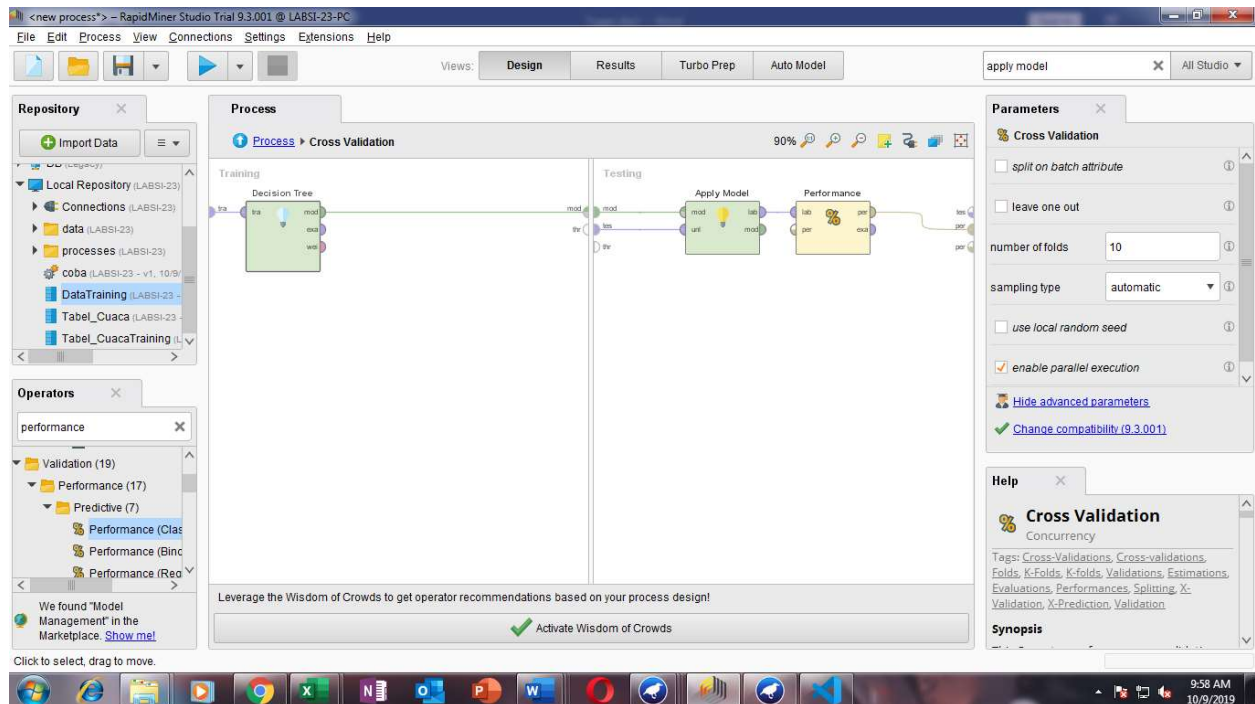 <new process*> – RapidMiner Studio Trial 9.3.001 @ LABSI-23-PC
File Edit Process View Connections Settings Extensions Help
Views: Design Results Turbo Prep Auto Model
apply model
All Studio
Repository
Import Data
Local Repository (LABSI-23)
Connections (LABSI-23)
data (LABSI-23)
processes (LABSI-23)
coba (LABSI-23 - v1, 10/9/
DataTraining (LABSI-23 -
Tabel_Cuaca (LABSI-23 -
Tabel_CuacaTraining (L
Operators
performance
Validation (19)
Performance (17)
Predictive (7)
Performance (Clas
Performance (Binc
Performance (Reg
We found "Model
Management" in the
Marketplace. Show me!
Click to select, drag to move.
Process
Process Cross Validation
90%
Training
Decision Tree
tra tra mod mod
exa thr
wei
Testing
Apply Model Performance
mod mod lab lab per tes
tes unl mod per exa per
thr per
Leverage the Wisdom of Crowds to get operator recommendations based on your process design!
Activate Wisdom of Crowds
Parameters
Cross Validation
split on batch attribute
leave one out
number of folds 10
sampling type automatic
use local random seed
enable parallel execution
Hide advanced parameters
Change compatibility (9.3.001)
Help
Cross Validation
Concurrency
Tags: Cross-Validations, Cross-validations,
Folds, K-Folds, K-folds, Validations, Estimations,
Evaluations, Performances, Splitting, X-
Validation, X-Prediction, Validation
Synopsis
9:58 AM
10/9/2019